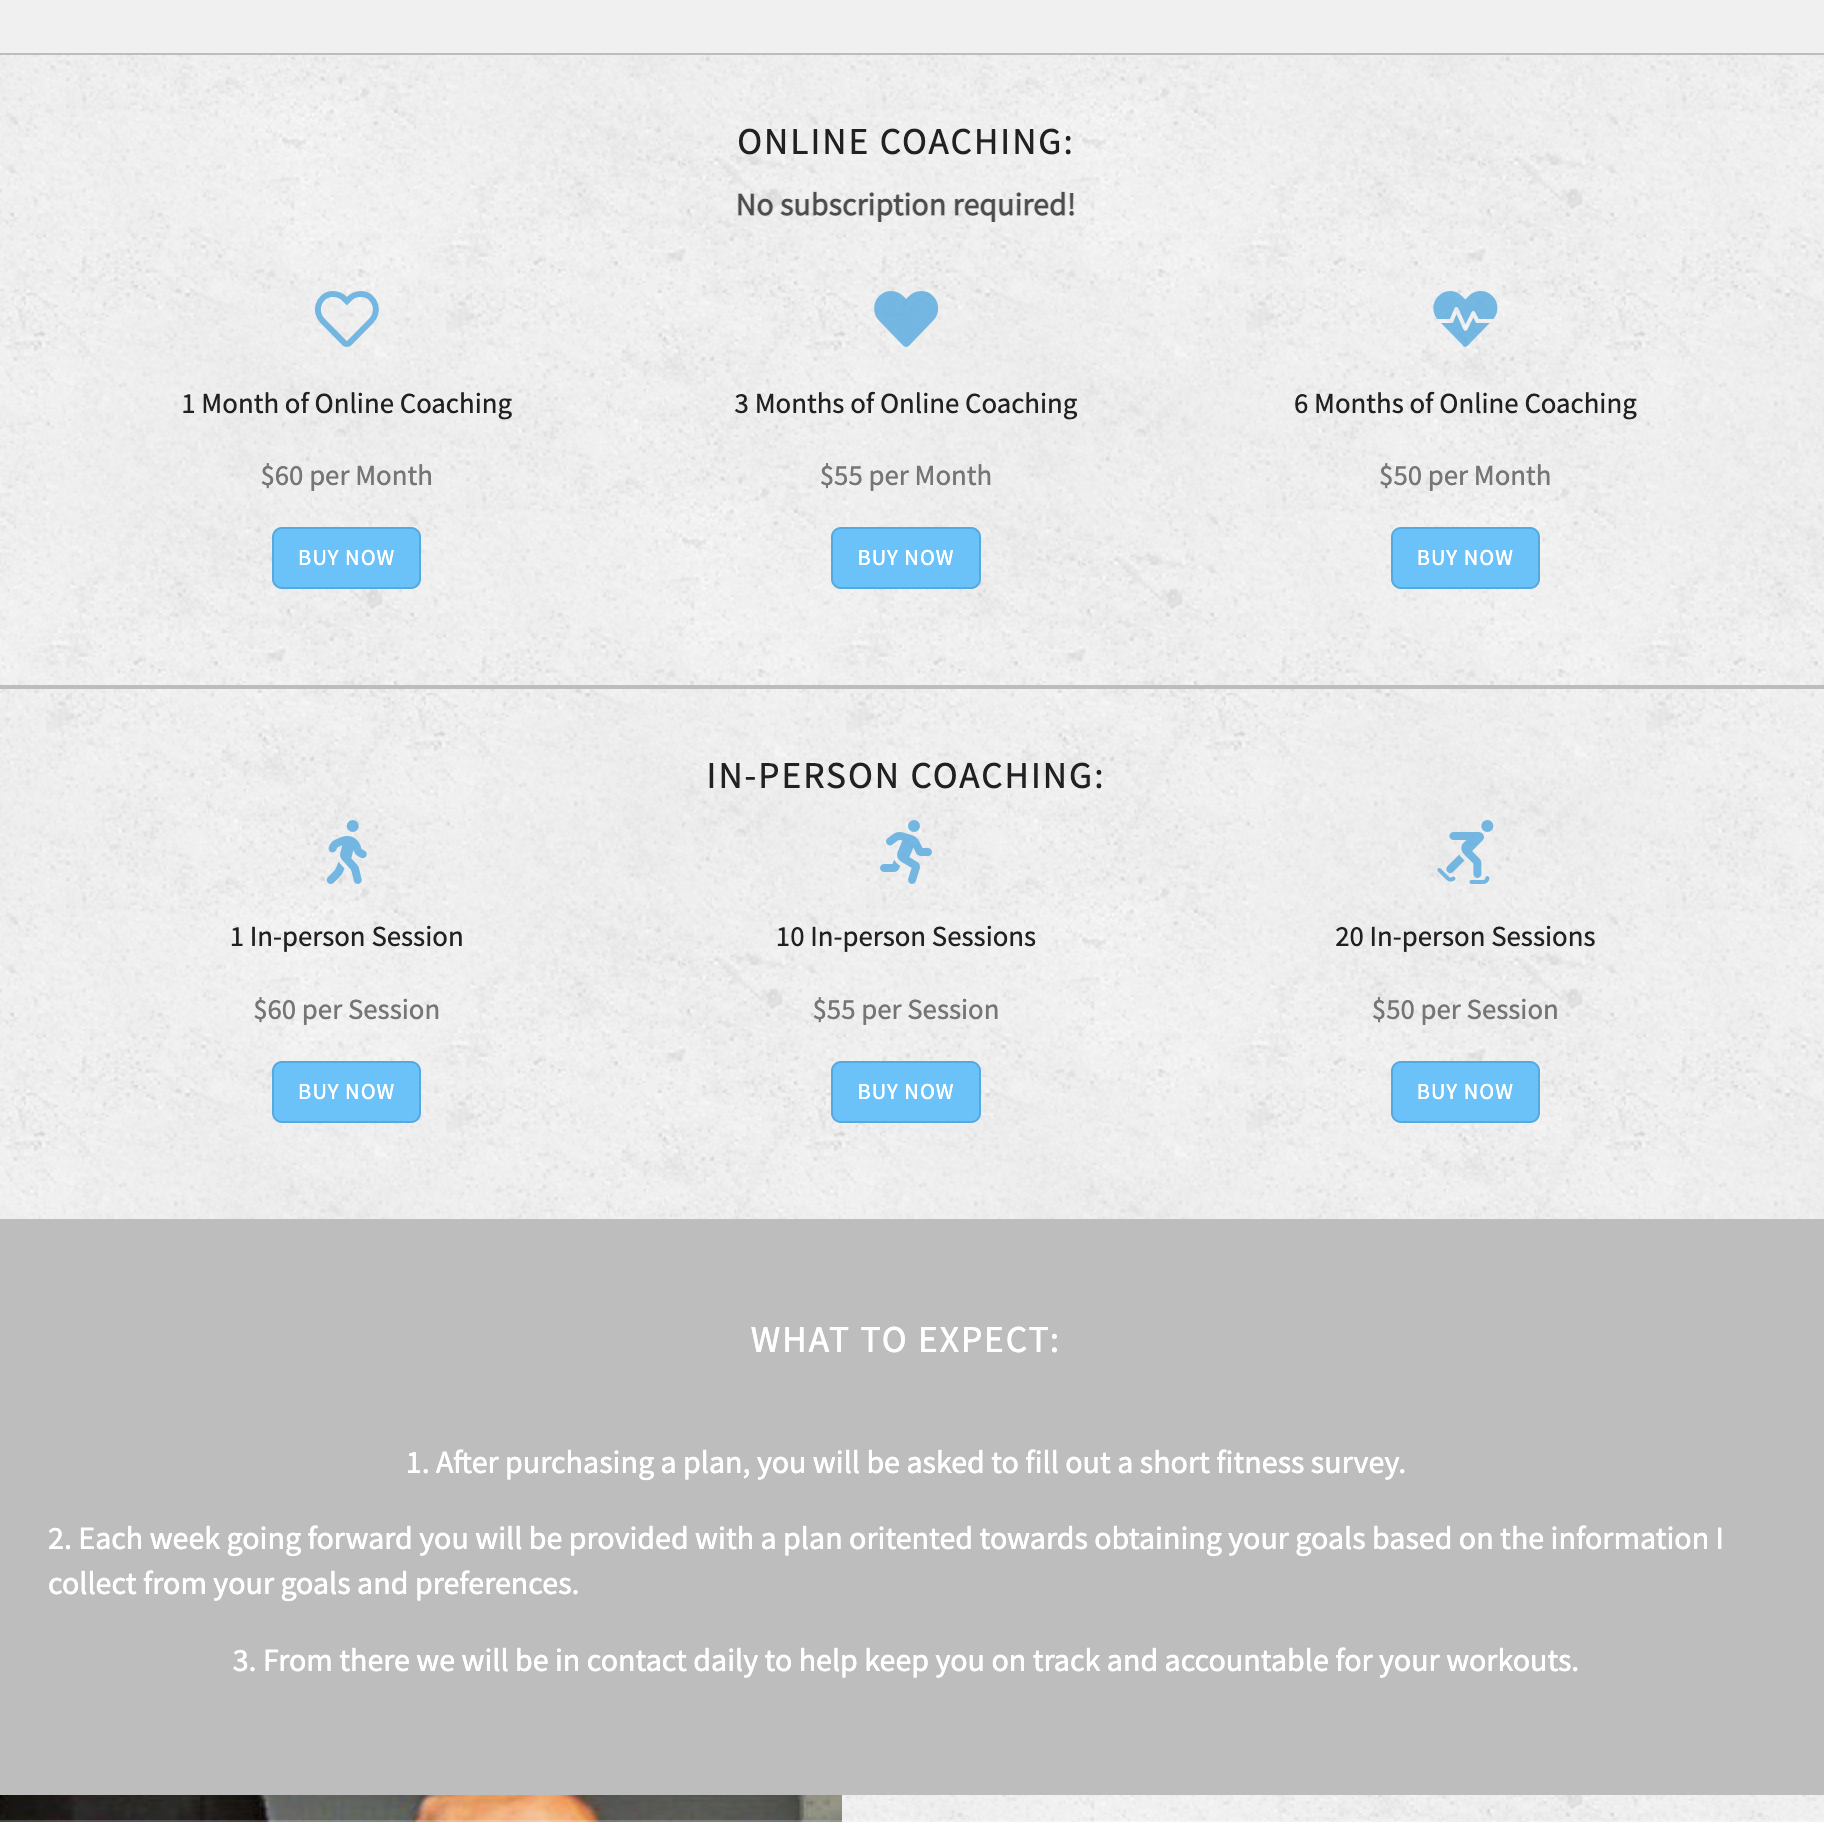 ONLINE COACHING:
No subscription required!
1 Month of Online Coaching
3 Months of Online Coaching
6 Months of Online Coaching
$60 per Month
$55 per Month
$50 per Month
BUY NOW
BUY NOW
BUY NOW
IN-PERSON COACHING:
1 In-person Session
10 In-person Sessions
20 In-person Sessions
$60 per Session
$55 per Session
$50 per Session
BUY NOW
BUY NOW
BUY NOW
WHAT TO EXPECT:
1. After purchasing a plan, you will be asked to fill out a short fitness survey.
2. Each week going forward you will be provided with a plan oritented towards obtaining your goals based on the information I
collect from your goals and preferences.
3. From there we will be in contact daily to help keep you on track and accountable for your workouts.